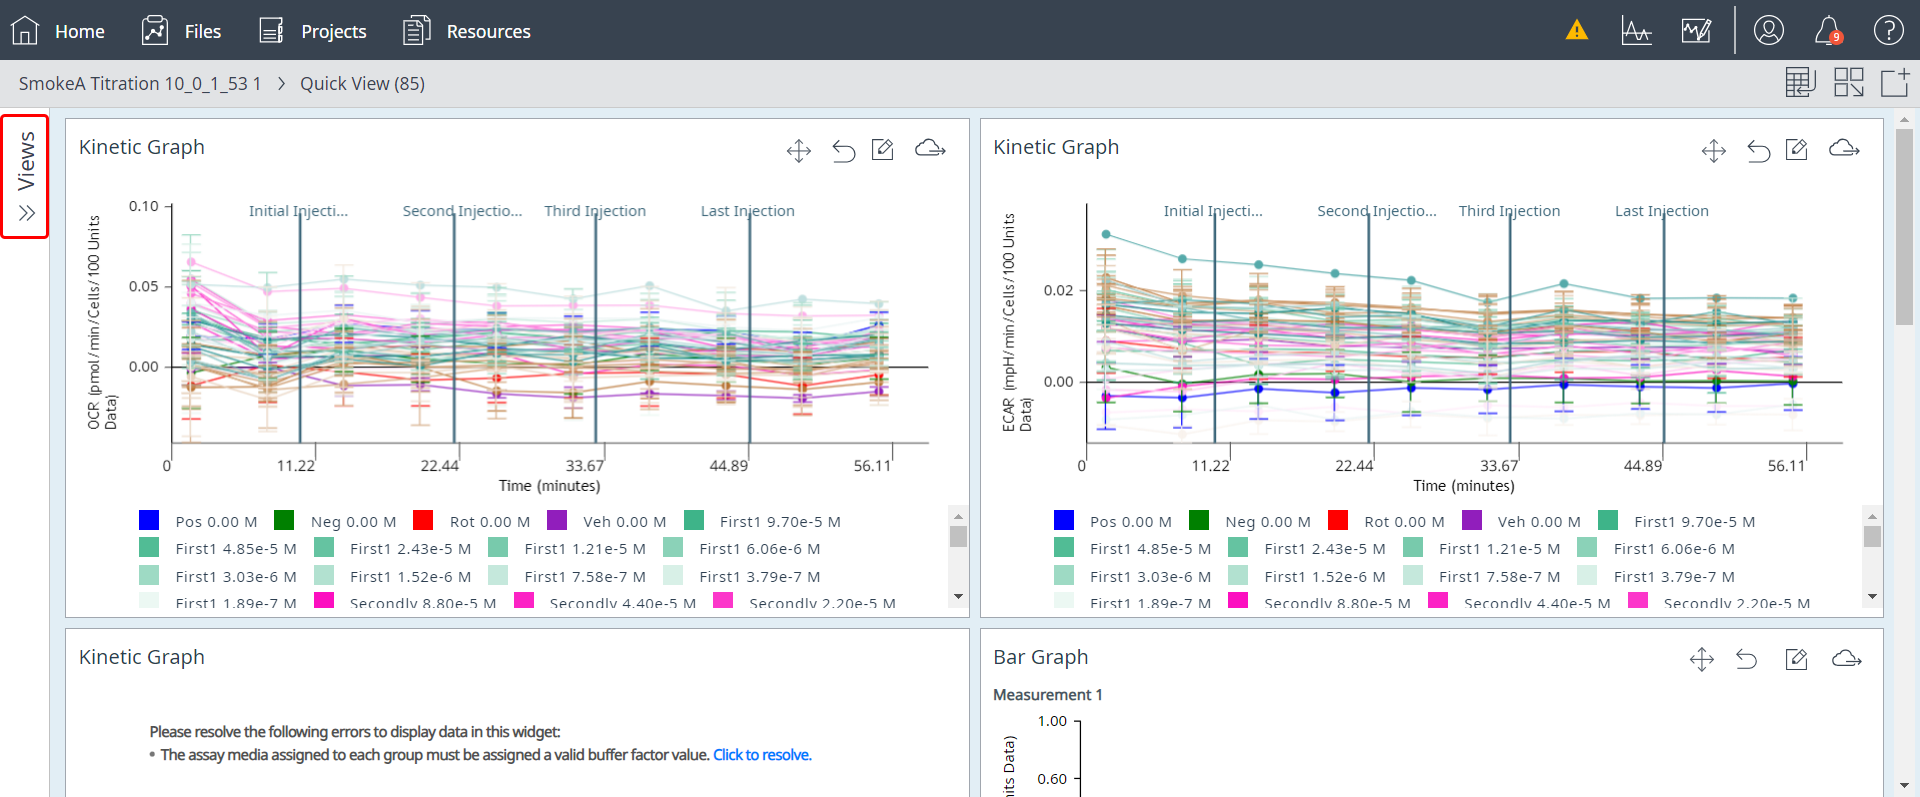 Home Files Projects Resources 9
SmokeA Titration 10_0_1_53 1 > Quick View (85)
Views
Kinetic Graph
OCR (pmol/min/Cells/100 Units Data)
0.10
0.05
0.00
Initial Injecti... Second Injectio... Third Injection Last Injection
0 11.22 22.44 33.67 44.89 56.11
Time (minutes)
Pos 0.00 M Neg 0.00 M Rot 0.00 M Veh 0.00 M First1 9.70e-5 M
First1 4.85e-5 M First1 2.43e-5 M First1 1.21e-5 M First1 6.06e-6 M
First1 3.03e-6 M First1 1.52e-6 M First1 7.58e-7 M First1 3.79e-7 M
First1 1.89e-7 M Secondly 8.80e-5 M Secondly 4.40e-5 M Secondly 2.20e-5 M
Kinetic Graph
ECAR (mpH/min/Cells/100 Units Data)
0.02
0.00
Initial Injecti... Second Injectio... Third Injection Last Injection
0 11.22 22.44 33.67 44.89 56.11
Time (minutes)
Pos 0.00 M Neg 0.00 M Rot 0.00 M Veh 0.00 M First1 9.70e-5 M
First1 4.85e-5 M First1 2.43e-5 M First1 1.21e-5 M First1 6.06e-6 M
First1 3.03e-6 M First1 1.52e-6 M First1 7.58e-7 M First1 3.79e-7 M
First1 1.89e-7 M Secondly 8.80e-5 M Secondly 4.40e-5 M Secondly 2.20e-5 M
Kinetic Graph
Please resolve the following errors to display data in this widget:
• The assay media assigned to each group must be assigned a valid buffer factor value. Click to resolve.
Bar Graph
Measurement 1
1.00
0.60
nits Data)